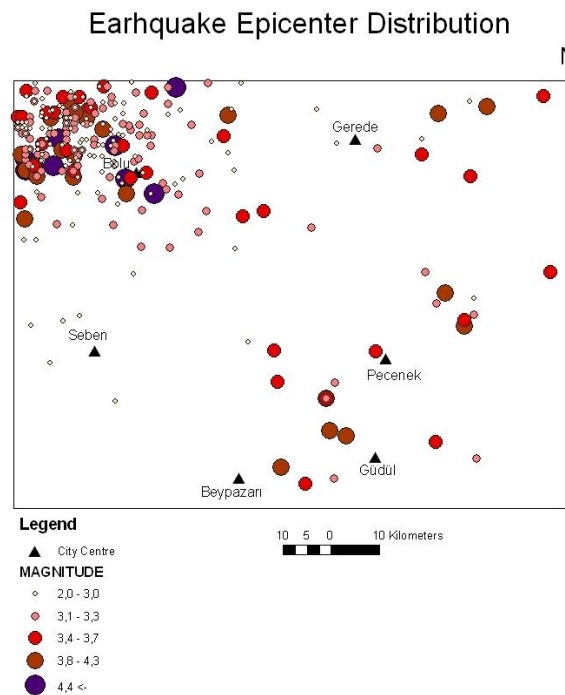 Earhquake Epicenter Distribution
N
Gerede
Bolu
Seben
Pecenek
Güdül
Beypazarı
Legend
City Centre
MAGNITUDE
2,0 - 3,0
3,1 - 3,3
3,4 - 3,7
3,8 - 4,3
4,4 <-
10 5 0 10 Kilometers